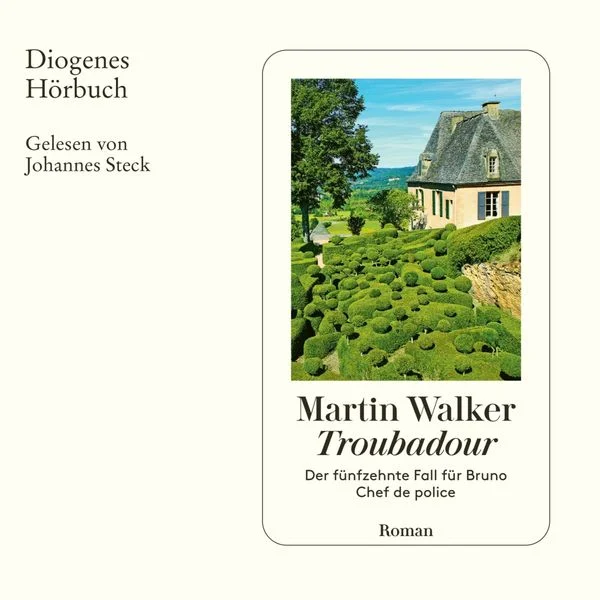 Diogenes
Hörbuch
Gelesen von
Johannes Steck
Martin Walker
Troubadour
Der fünfzehnte Fall für Bruno
Chef de police
Roman